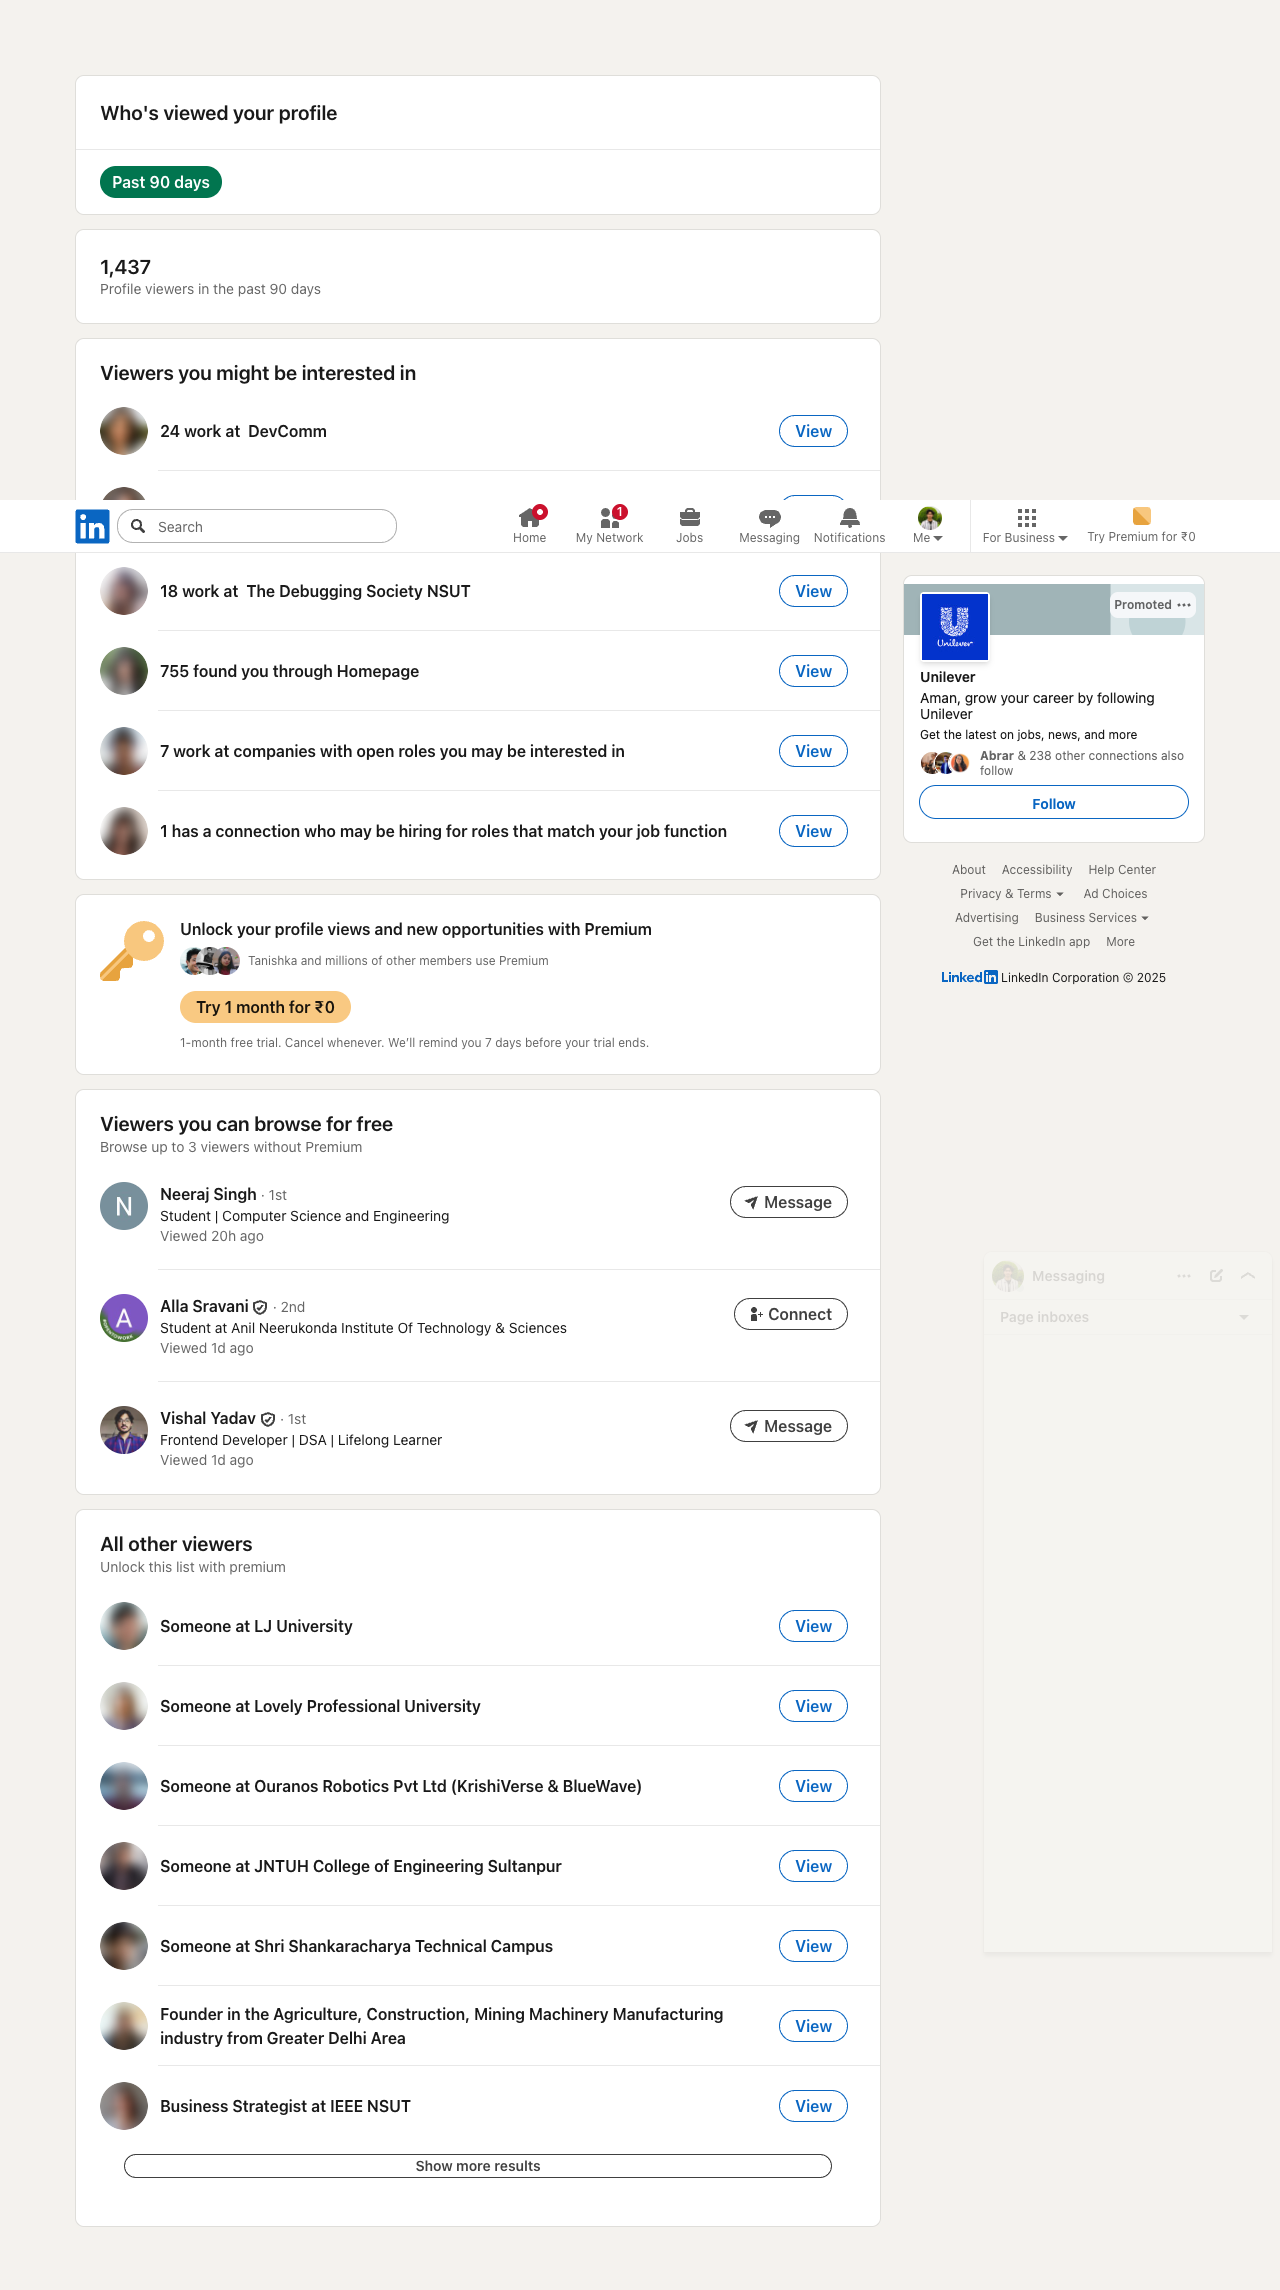 Who's viewed your profile
Past 90 days
1,437
Profile viewers in the past 90 days
Viewers you might be interested in
24 work at DevComm
View
in
Search
Home
1
My Network
Jobs
Messaging
Notifications
Me
For Business
Try Premium for ₹0
18 work at The Debugging Society NSUT
View
755 found you through Homepage
View
7 work at companies with open roles you may be interested in
View
1 has a connection who may be hiring for roles that match your job function
View
Promoted
Unilever
Unilever
Aman, grow your career by following
Unilever
Get the latest on jobs, news, and more
Abrar & 238 other connections also
follow
Follow
About Accessibility Help Center
Privacy & Terms Ad Choices
Advertising Business Services
Get the LinkedIn app More
Linkedin LinkedIn Corporation © 2025
Unlock your profile views and new opportunities with Premium
Tanishka and millions of other members use Premium
Try 1 month for ₹0
1-month free trial. Cancel whenever. We'll remind you 7 days before your trial ends.
Viewers you can browse for free
Browse up to 3 viewers without Premium
N
Neeraj Singh · 1st
Student | Computer Science and Engineering
Viewed 20h ago
Message
A
Alla Sravani · 2nd
Student at Anil Neerukonda Institute Of Technology & Sciences
Viewed 1d ago
Connect
Vishal Yadav · 1st
Frontend Developer | DSA | Lifelong Learner
Viewed 1d ago
Message
Messaging
Page inboxes
All other viewers
Unlock this list with premium
Someone at LJ University
View
Someone at Lovely Professional University
View
Someone at Ouranos Robotics Pvt Ltd (KrishiVerse & BlueWave)
View
Someone at JNTUH College of Engineering Sultanpur
View
Someone at Shri Shankaracharya Technical Campus
View
Founder in the Agriculture, Construction, Mining Machinery Manufacturing
industry from Greater Delhi Area
View
Business Strategist at IEEE NSUT
View
Show more results